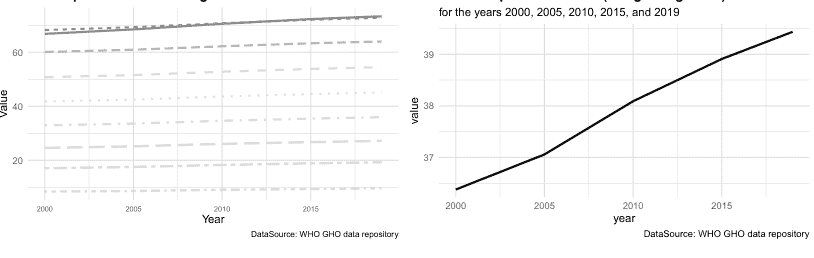 for the years 2000, 2005, 2010, 2015, and 2019
Value
60
40
20
2000
2005
2010
2015
Year
DataSource: WHO GHO data repository
value
39
38
37
2000
2005
2010
2015
year
DataSource: WHO GHO data repository